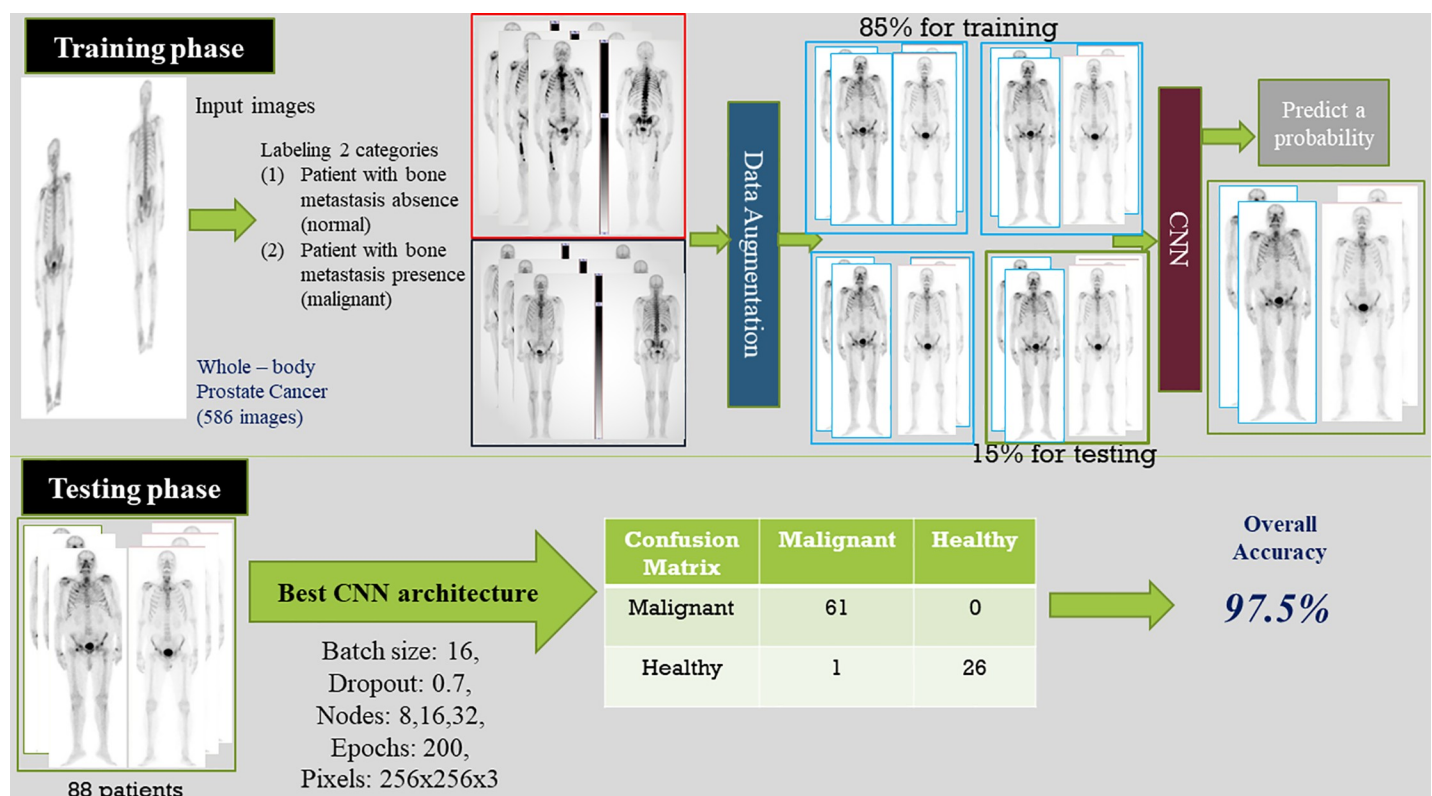 Training phase
Input images
Labeling 2 categories
(1) Patient with bone
metastasis absence
(normal)
(2) Patient with bone
metastasis presence
(malignant)
Whole – body
Prostate Cancer
(586 images)
Data Augmentation
85% for training
15% for testing
CNN
Predict a
probability
Testing phase
88 patients
Best CNN architecture
Batch size: 16,
Dropout: 0.7,
Nodes: 8,16,32,
Epochs: 200,
Pixels: 256x256x3
Confusion Matrix Malignant Healthy
Malignant 61 0
Healthy 1 26
Overall
Accuracy
97.5%